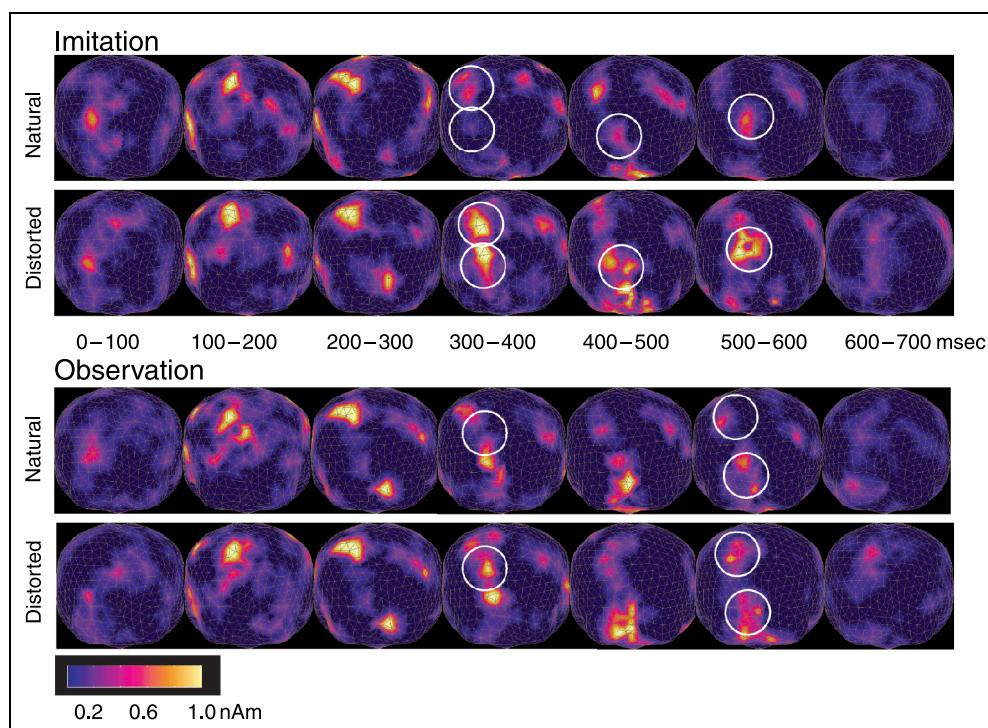 Imitation
Natural
Distorted
0–100 100–200 200–300 300–400 400–500 500–600 600–700 msec
Observation
Natural
Distorted
0.2 0.6 1.0 nAm